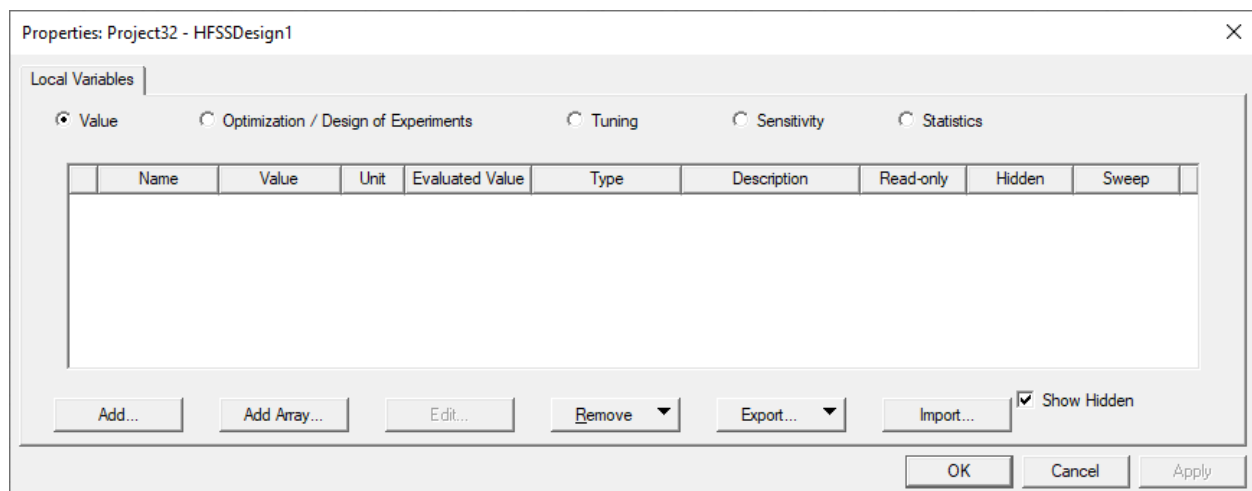 Properties: Project32 - HFSSDesign1
Local Variables
Value Optimization / Design of Experiments Tuning Sensitivity Statistics
Name Value Unit Evaluated Value Type Description Read-only Hidden Sweep
Add... Add Array... Edit... Remove Export... Import... Show Hidden
OK Cancel Apply